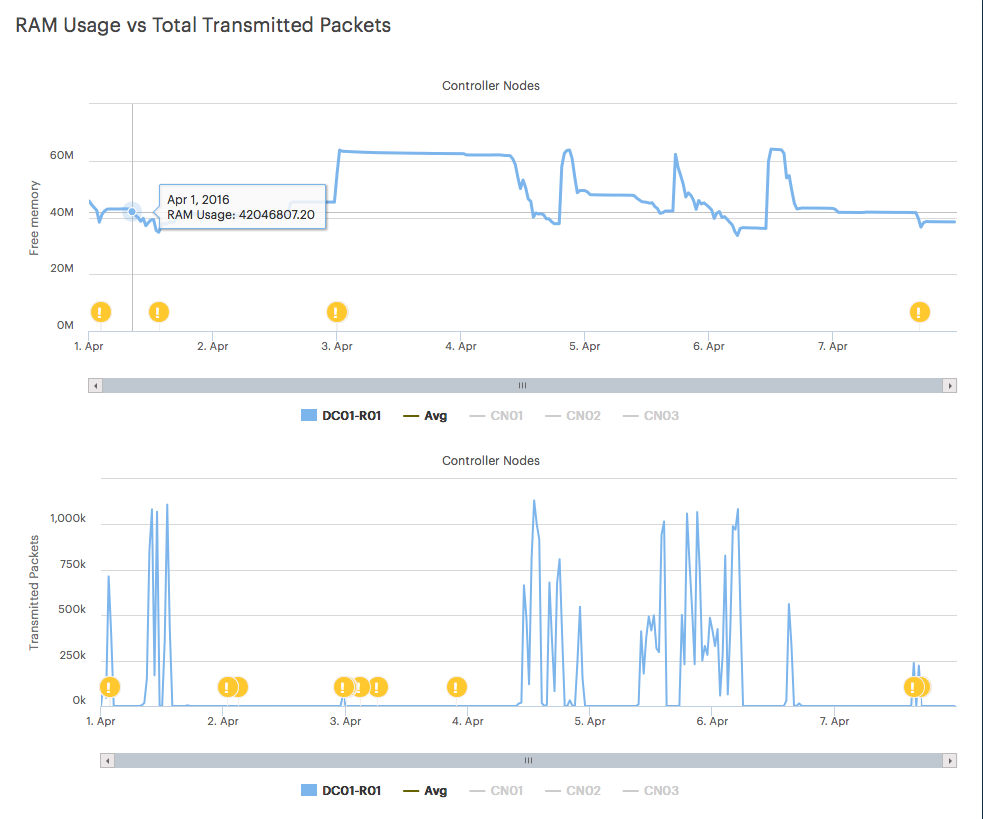 RAM Usage vs Total Transmitted Packets
Controller Nodes
Free memory
60M
40M
20M
0M
Apr 1, 2016
RAM Usage: 42046807.20
!
!
!
!
1. Apr
2. Apr
3. Apr
4. Apr
5. Apr
6. Apr
7. Apr
DC01-R01
Avg
CN01
CN02
CN03
Controller Nodes
Transmitted Packets
1,000k
750k
500k
250k
0k
!
!
!
!
!
!
!
!
1. Apr
2. Apr
3. Apr
4. Apr
5. Apr
6. Apr
7. Apr
DC01-R01
Avg
CN01
CN02
CN03